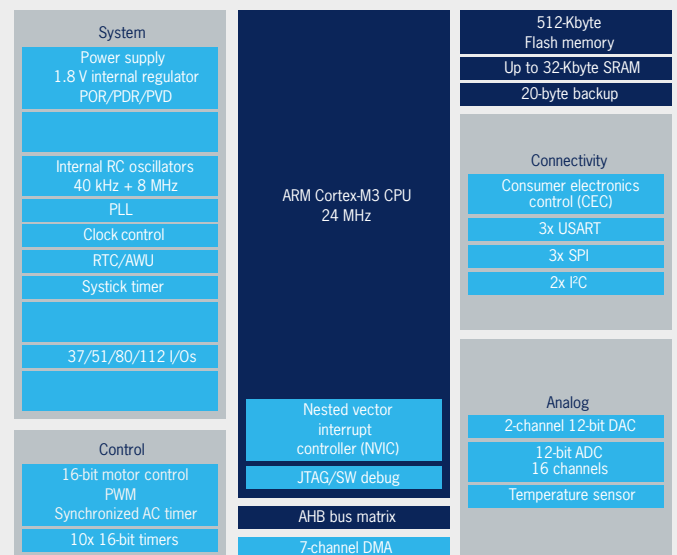 System
Power supply
1.8 V internal regulator
POR/PDR/PVD
Internal RC oscillators
40 kHz + 8 MHz
PLL
Clock control
RTC/AWU
Systick timer
37/51/80/112 I/Os
Control
16-bit motor control
PWM
Synchronized AC timer
10x 16-bit timers
ARM Cortex-M3 CPU
24 MHz
Nested vector
interrupt
controller (NVIC)
JTAG/SW debug
AHB bus matrix
7-channel DMA
512-Kbyte
Flash memory
Up to 32-Kbyte SRAM
20-byte backup
Connectivity
Consumer electronics
control (CEC)
3x USART
3x SPI
2x I²C
Analog
2-channel 12-bit DAC
12-bit ADC
16 channels
Temperature sensor